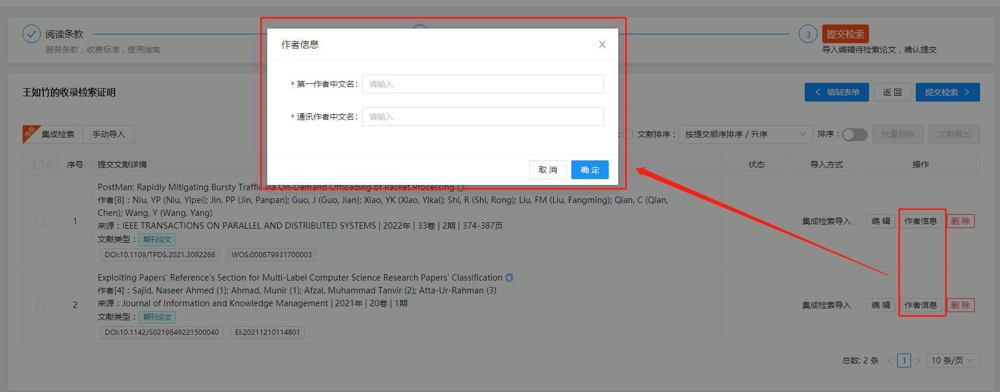 阅读条款
服务条款，收费标准，使用指南
3
提交检索
导入编辑待检索论文，确认提交
作者信息
* 第一作者中文名: 请输入
* 通讯作者中文名: 请输入
取 消 确 定
王如竹的收录检索证明
填制表单 返 回 提交检索
推荐
集成检索 手动导入
文献排序： 按提交顺序排序 / 升序 排序： 批量删除 文献导出
序号 提交文献详情 状态 导入方式 操作
PostMan: Rapidly Mitigating Bursty Traffic via On-Demand Offloading of Packet Processing
作者[8]：Niu, YP (Niu, Yipei); Jin, PP (Jin, Panpan); Guo, J (Guo, Jian); Xiao, YK (Xiao, Yikai); Shi, R (Shi, Rong); Liu, FM (Liu, Fangming); Qian, C (Qian,
Chen); Wang, Y (Wang, Yang)
1
来源：IEEE TRANSACTIONS ON PARALLEL AND DISTRIBUTED SYSTEMS | 2022年 | 33卷 | 2期 | 374-387页
集成检索导入 编 辑 作者信息 删 除
文献类型： 期刊论文
DOI:10.1109/TPDS.2021.3092266 WOS:000679931700003
Exploiting Papers' Reference's Section for Multi-Label Computer Science Research Papers' Classification
作者[4]：Sajid, Naseer Ahmed (1); Ahmad, Munir (1); Afzal, Muhammad Tanvir (2); Atta-Ur-Rahman (3)
2
来源：Journal of Information and Knowledge Management | 2021年 | 20卷 | 1期
集成检索导入 编 辑 作者信息 删 除
文献类型： 期刊论文
DOI:10.1142/S0219649221500040 EI:20211210114801
总数: 2 条 < 1 > 10 条/页